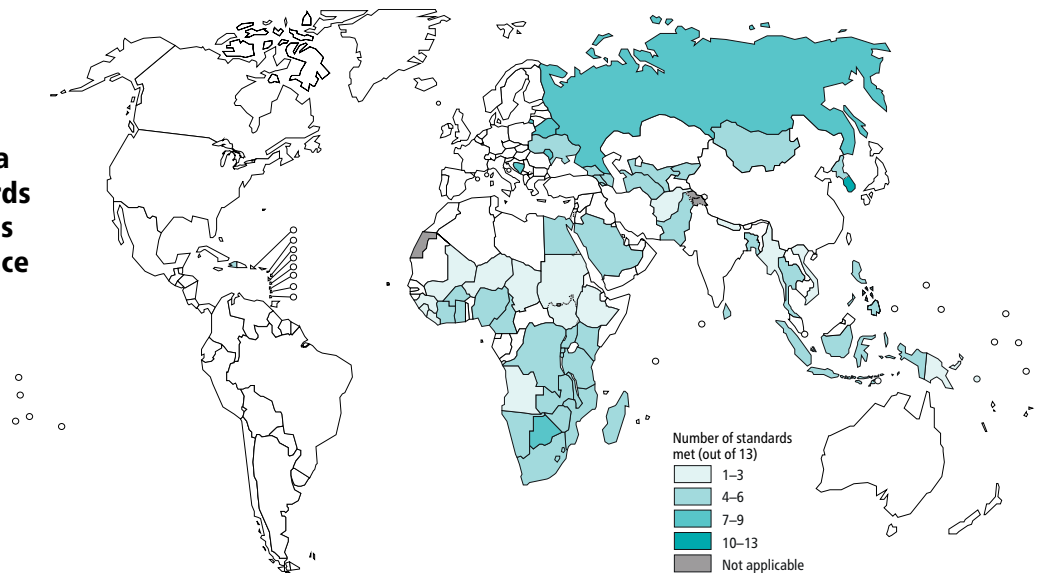 a
rds
s
ce
Number of standards
met (out of 13)
1–3
4–6
7–9
10–13
Not applicable